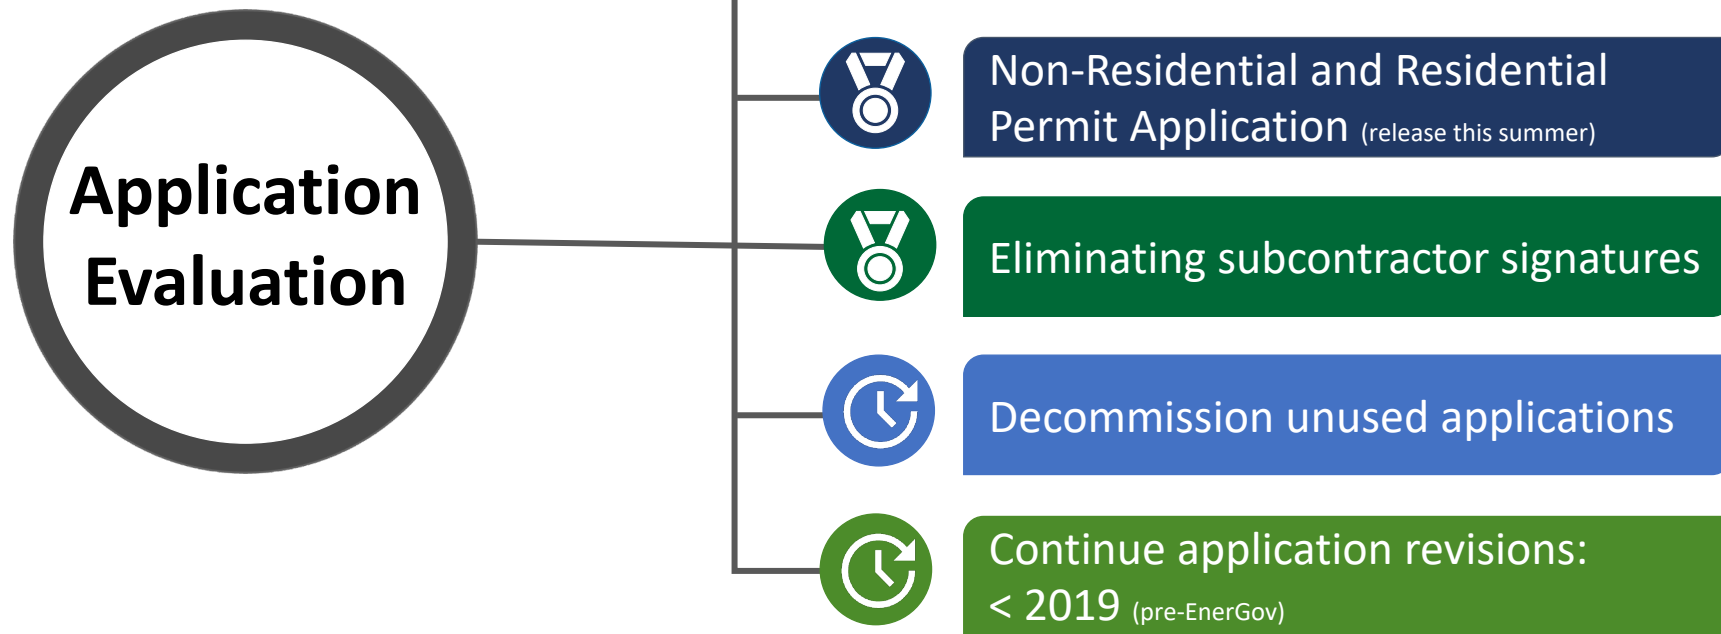 Application
Evaluation
Non-Residential and Residential
Permit Application (release this summer)
Eliminating subcontractor signatures
Decommission unused applications
Continue application revisions:
< 2019 (pre-EnerGov)